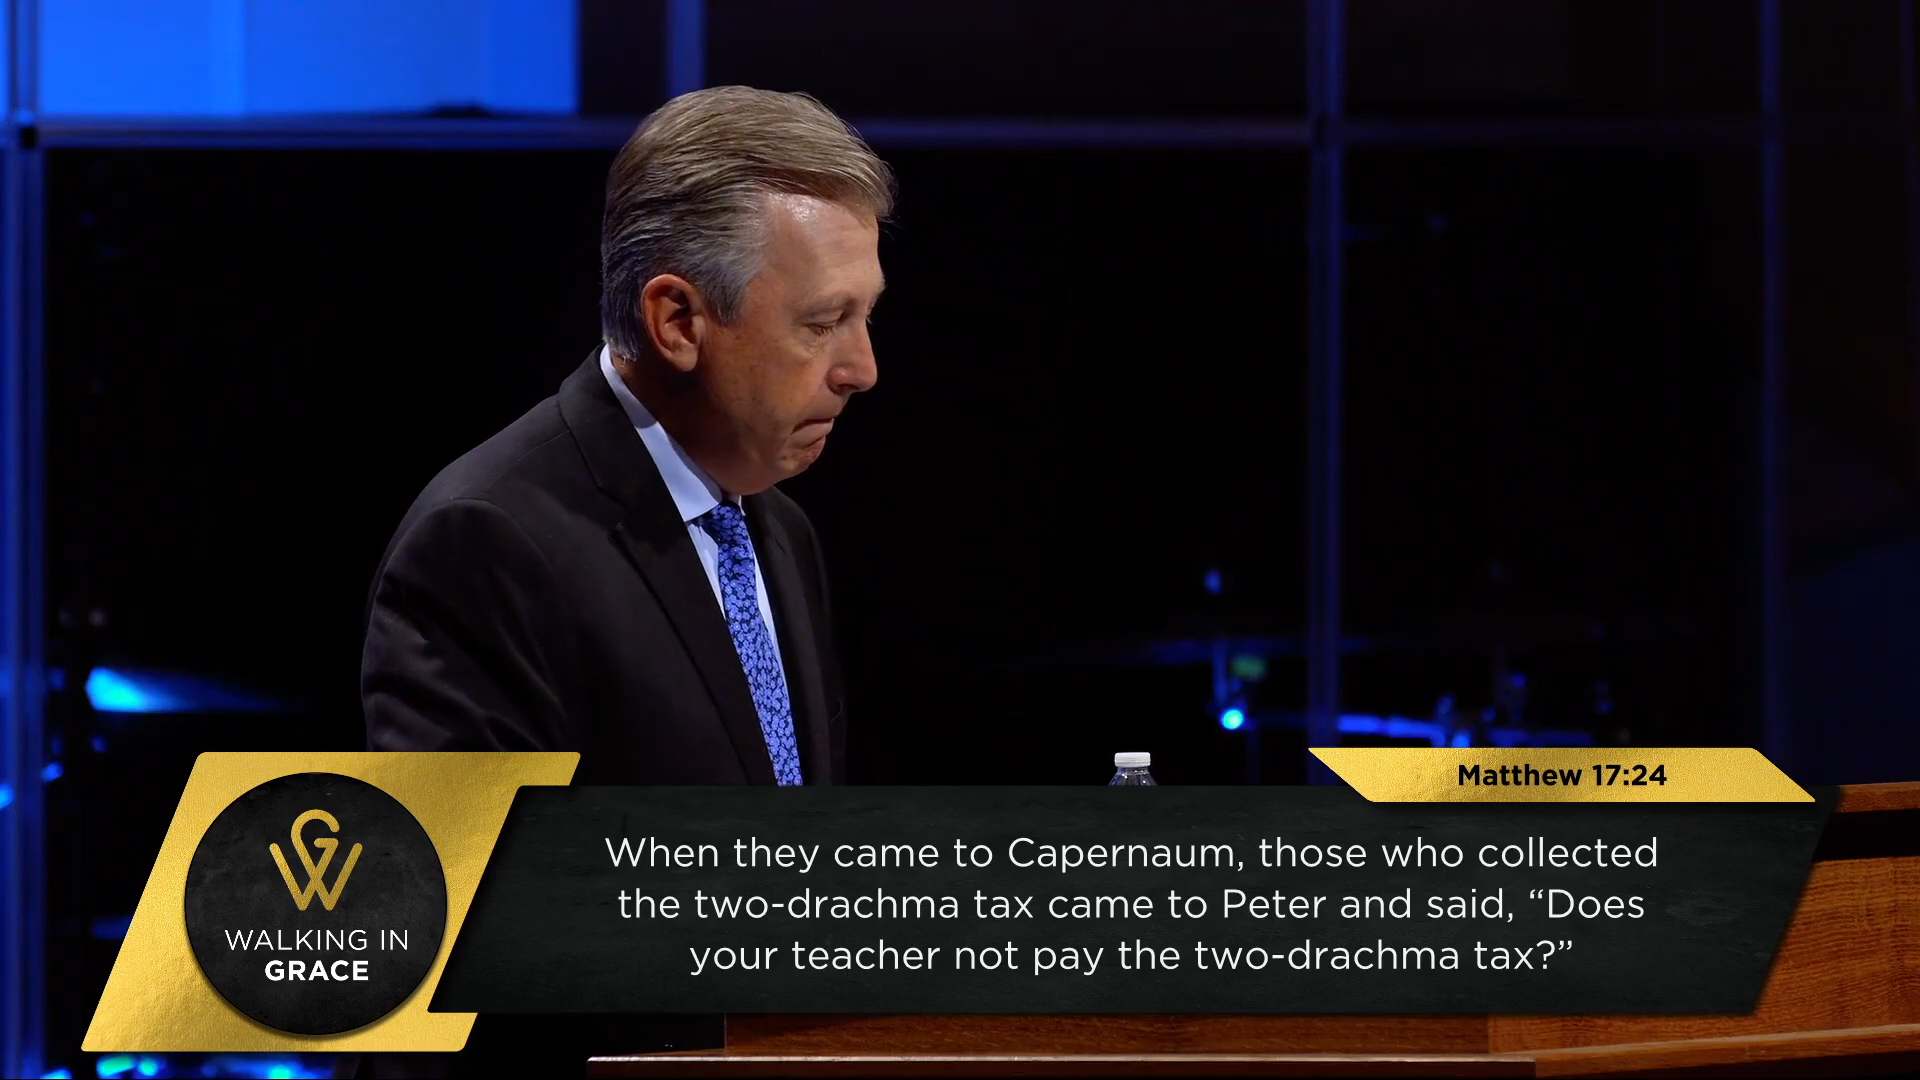 Matthew 17:24
When they came to Capernaum, those who collected
the two-drachma tax came to Peter and said, “Does
your teacher not pay the two-drachma tax?”
GW
WALKING IN
GRACE